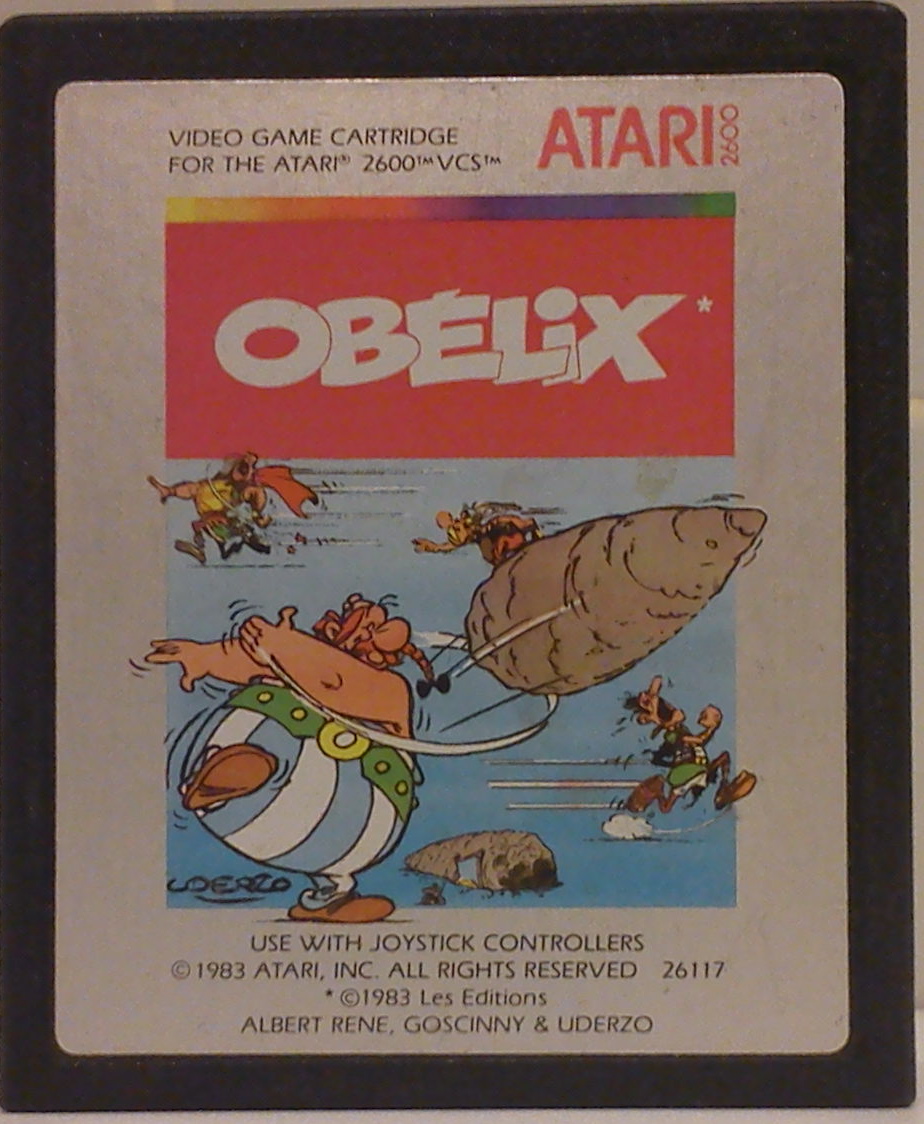 VIDEO GAME CARTRIDGE
FOR THE ATARI® 2600™ VCS™
ATARI 2600
OBÉLiX *
UDERZO
USE WITH JOYSTICK CONTROLLERS
©1983 ATARI, INC. ALL RIGHTS RESERVED 26117
* ©1983 Les Editions
ALBERT RENE, GOSCINNY & UDERZO